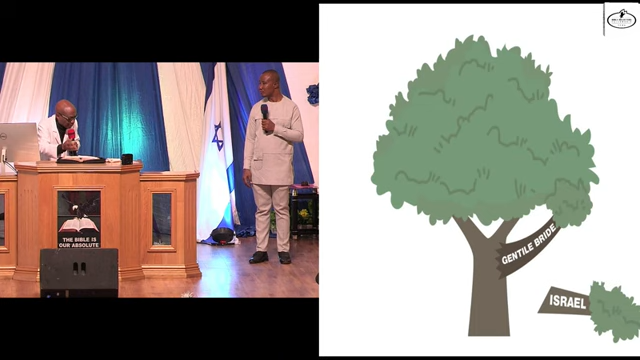 THE BIBLE IS
OUR ABSOLUTE
GENTILE BRIDE
ISRAEL